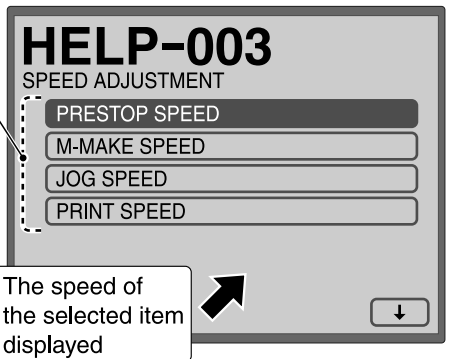 HELP-003
SPEED ADJUSTMENT
PRESTOP SPEED
M-MAKE SPEED
JOG SPEED
PRINT SPEED
The speed of
the selected item
displayed
↓